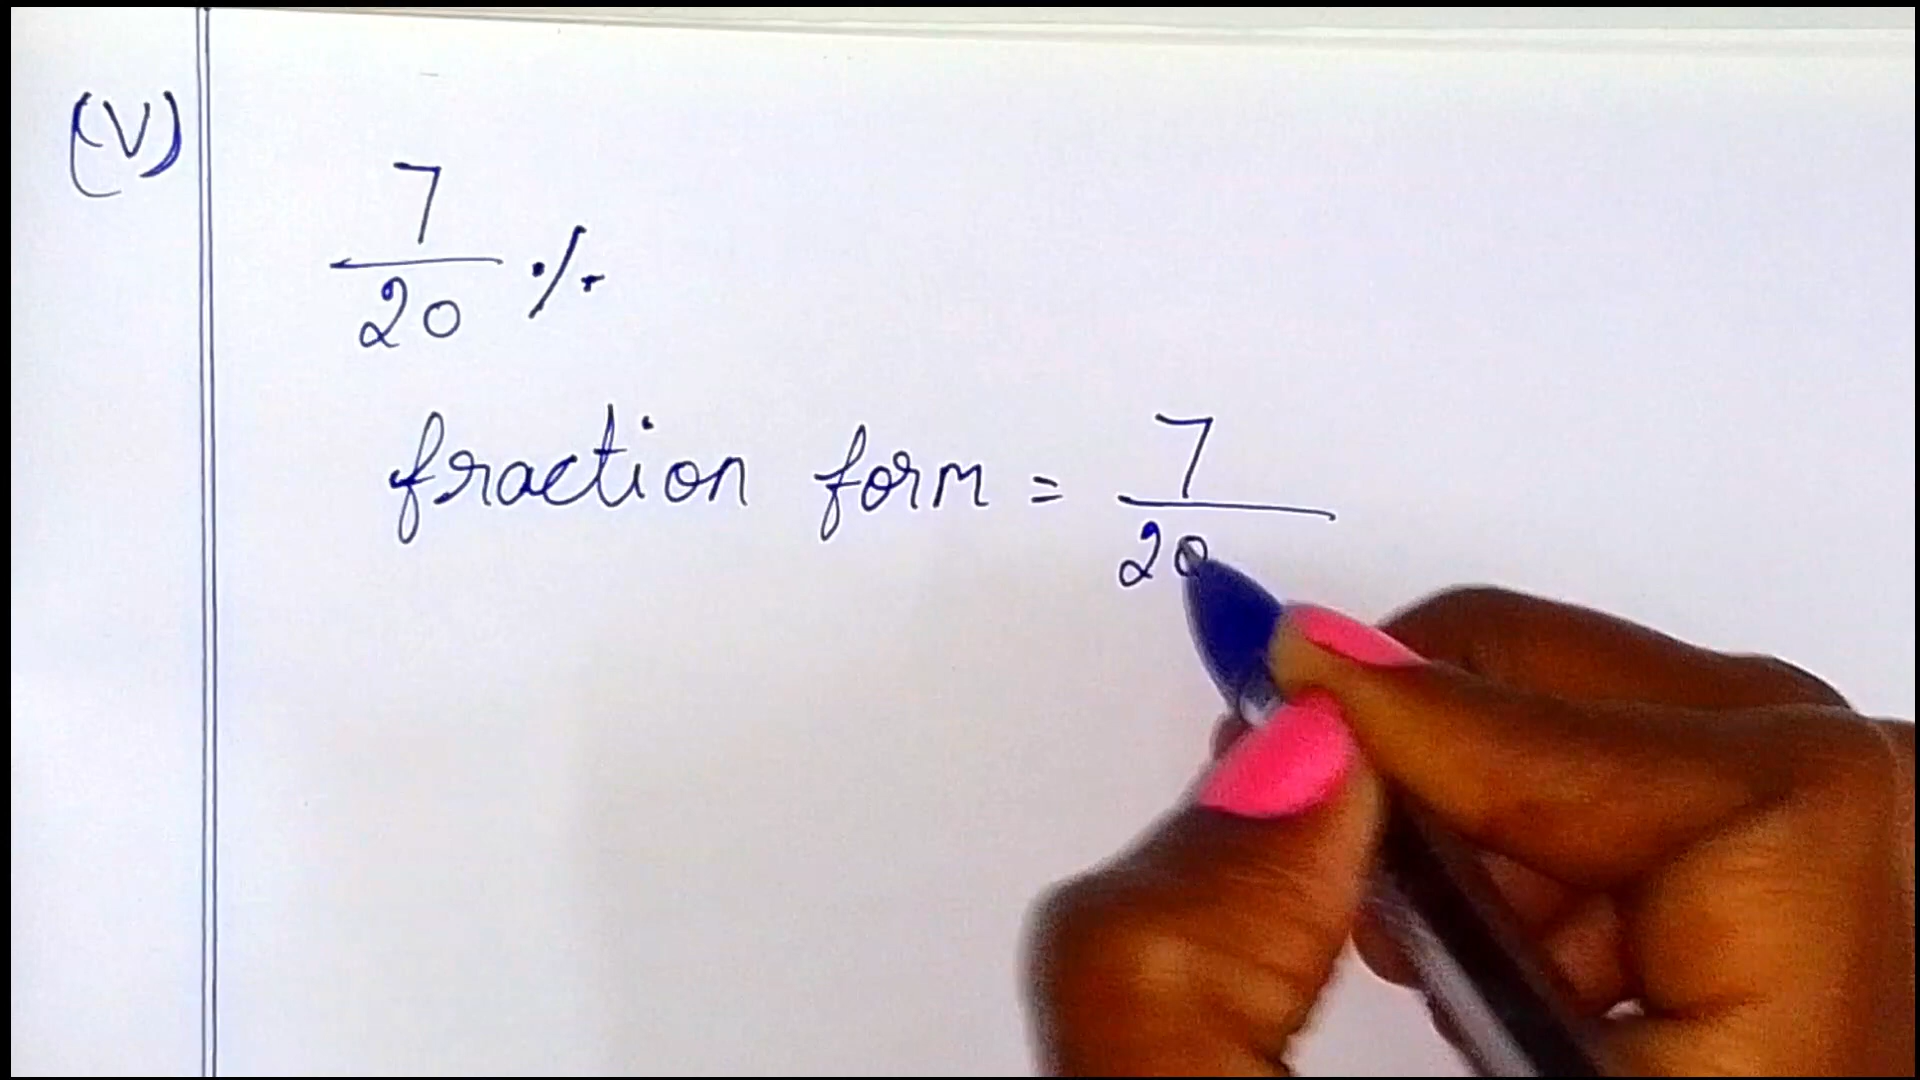 (V)
7/20 %
fraction form = 7/20